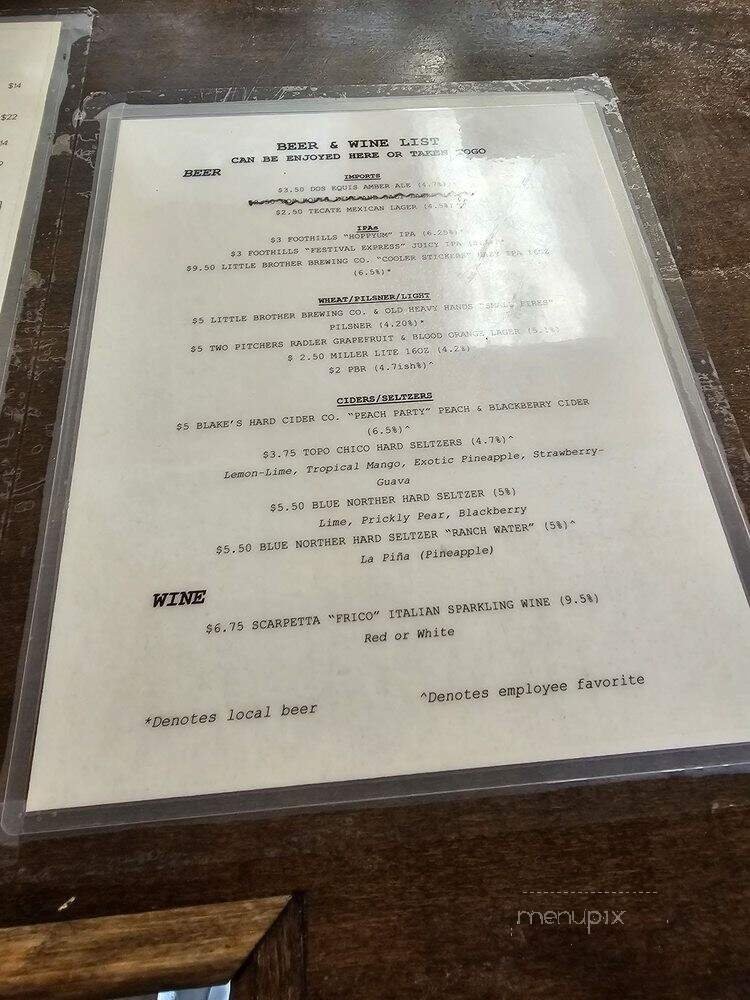 $14
$22
BEER & WINE LIST
CAN BE ENJOYED HERE OR TAKEN TOGO
BEER
IMPORTS
$3.50 DOS EQUIS AMBER ALE (4.7%)
$2.50 TECATE MEXICAN LAGER (4.5%)
IPAs
$3 FOOTHILLS "HOPPYUM" IPA (6.25%)*
$3 FOOTHILLS "FESTIVAL EXPRESS" JUICY IPA
$9.50 LITTLE BROTHER BREWING CO. "COOLER STICKERS" HAZY IPA 16OZ
(6.5%)*
WHEAT/PILSNER/LIGHT
$5 LITTLE BROTHER BREWING CO. & OLD HEAVY HANDS "SMALL FIRES"
PILSNER (4.20%)*
$5 TWO PITCHERS RADLER GRAPEFRUIT & BLOOD ORANGE LAGER (5.1%)
$ 2.50 MILLER LITE 16OZ (4.2%)
$2 PBR (4.7ish%)^
CIDERS/SELTZERS
$5 BLAKE'S HARD CIDER CO. "PEACH PARTY" PEACH & BLACKBERRY CIDER
(6.5%)^
$3.75 TOPO CHICO HARD SELTZERS (4.7%)^
Lemon-Lime, Tropical Mango, Exotic Pineapple, Strawberry-
Guava
$5.50 BLUE NORTHER HARD SELTZER (5%)
Lime, Prickly Pear, Blackberry
$5.50 BLUE NORTHER HARD SELTZER "RANCH WATER" (5%)^
La Piña (Pineapple)
WINE
$6.75 SCARPETTA "FRICO" ITALIAN SPARKLING WINE (9.5%)
Red or White
*Denotes local beer ^Denotes employee favorite
menupix